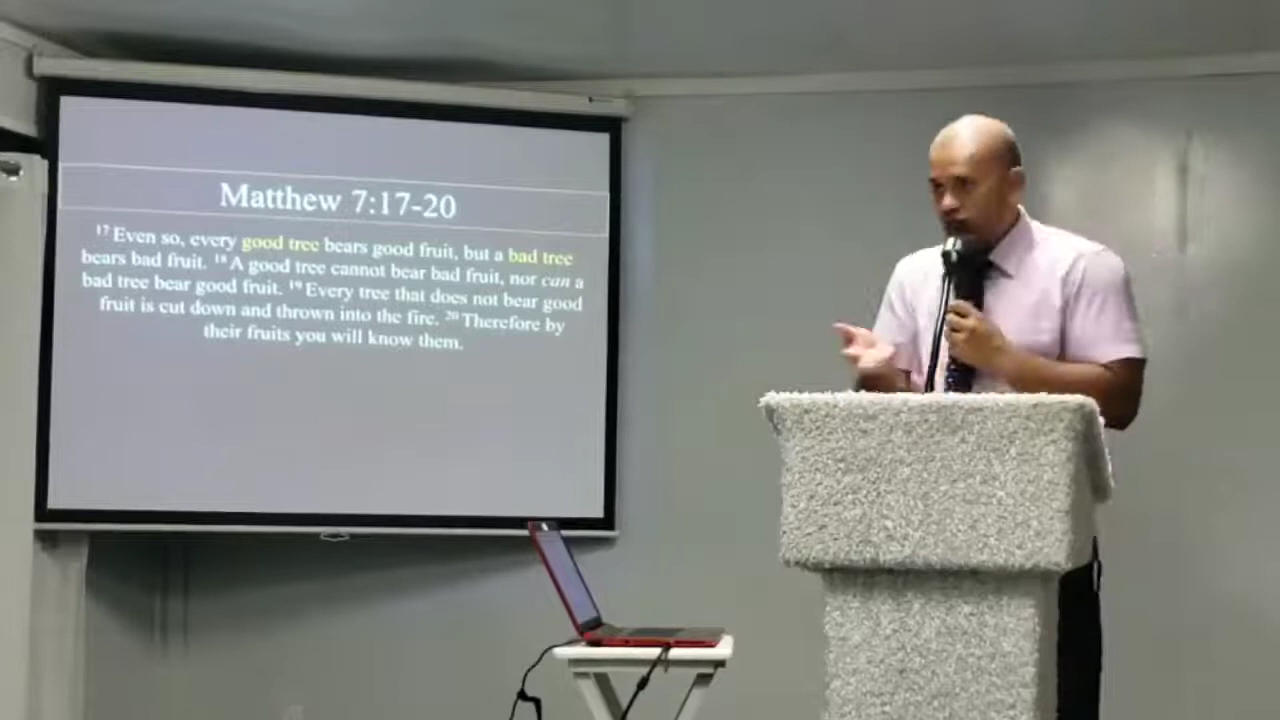 Matthew 7:17-20
17 Even so, every good tree bears good fruit, but a bad tree
bears bad fruit. 18 A good tree cannot bear bad fruit, nor can a
bad tree bear good fruit. 19 Every tree that does not bear good
fruit is cut down and thrown into the fire. 20 Therefore by
their fruits you will know them.